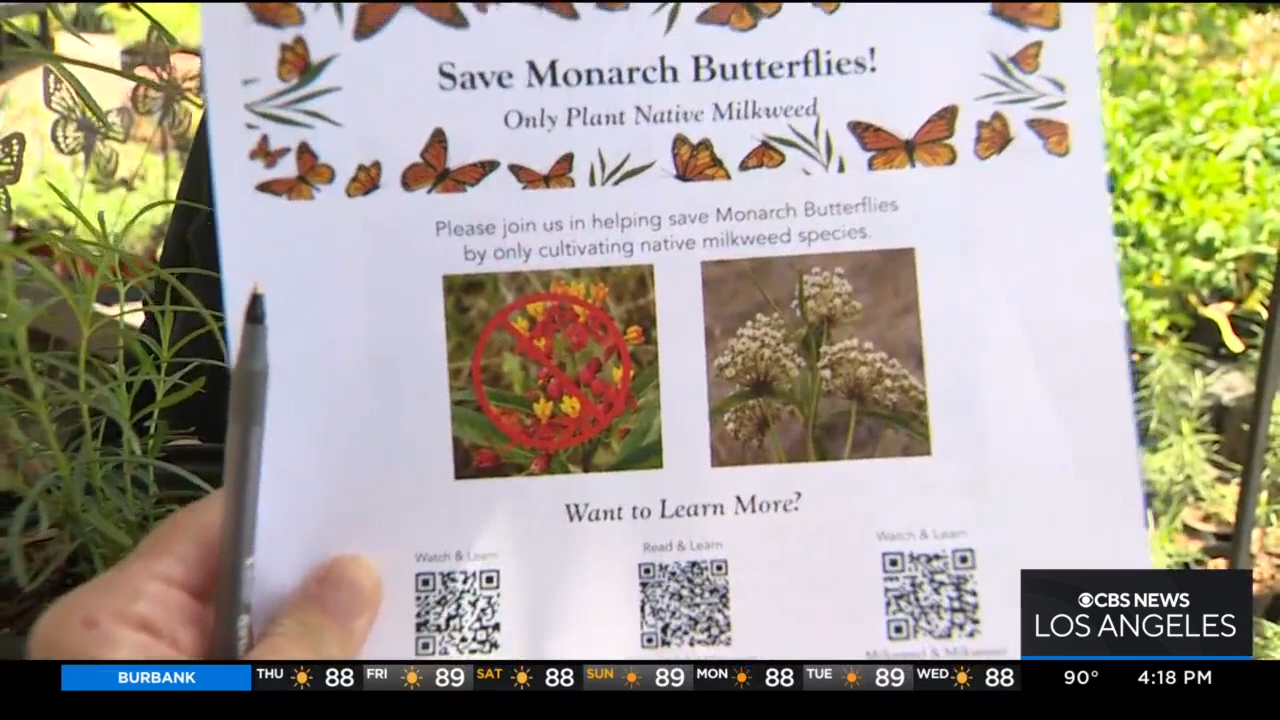 Save Monarch Butterflies!
Only Plant Native Milkweed
Please join us in helping save Monarch Butterflies
by only cultivating native milkweed species.
Want to Learn More?
Watch & Learn
Read & Learn
Watch & Learn
CBS NEWS
LOS ANGELES
BURBANK THU 88 FRI 89 SAT 88 SUN 89 MON 88 TUE 89 WED 88 90° 4:18 PM